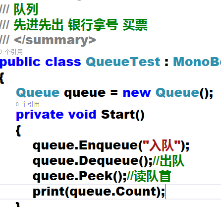 /// 队列
/// 先进先出 银行拿号 买票
/// </summary>
0 个引用
public class QueueTest : MonoBe
{
Queue queue = new Queue();
0 个引用
private void Start()
{
queue.Enqueue("入队");
queue.Dequeue();//出队
queue.Peek();//读队首
print(queue.Count);
}